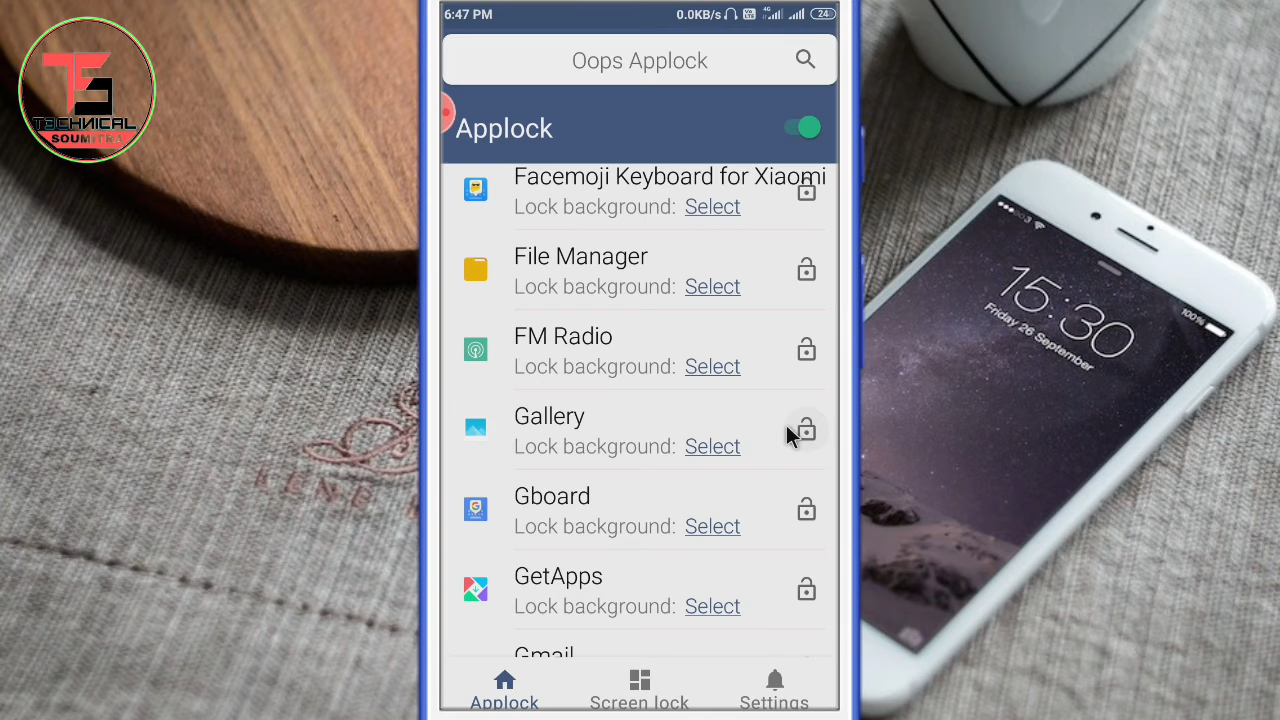 6:47 PM
0.0KB/s
4G
24
Oops Applock
Applock
Facemoji Keyboard for Xiaomi
Lock background: Select
File Manager
Lock background: Select
FM Radio
Lock background: Select
Gallery
Lock background: Select
Gboard
Lock background: Select
GetApps
Lock background: Select
Gmail
Applock
Screen lock
Settings
TECHNICAL
SOUMITRA
15:30
Friday 26 September
100%